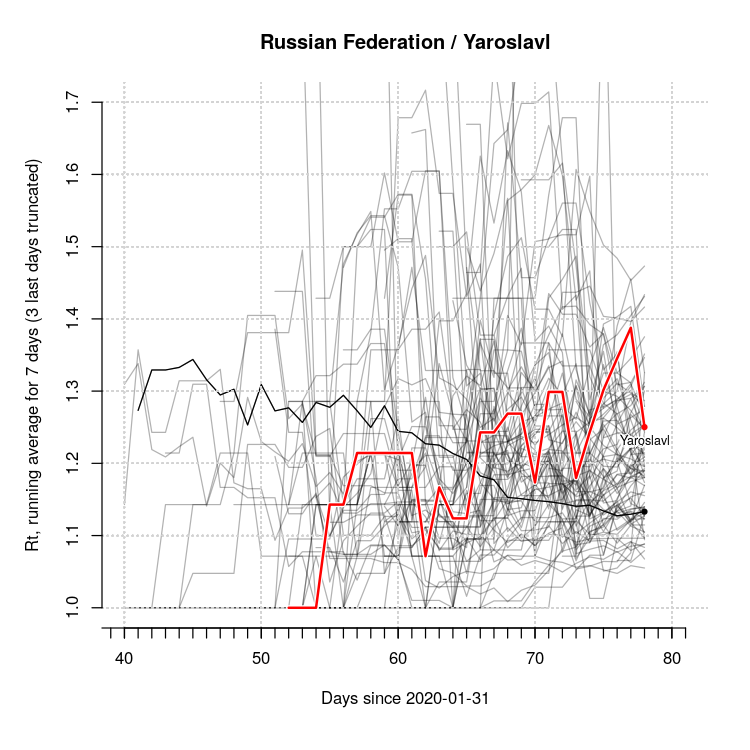 Russian Federation / Yaroslavl
Rt, running average for 7 days (3 last days truncated)
1.7
1.6
1.5
1.4
1.3
1.2
1.1
1.0
Yaroslavl
40 50 60 70 80
Days since 2020-01-31